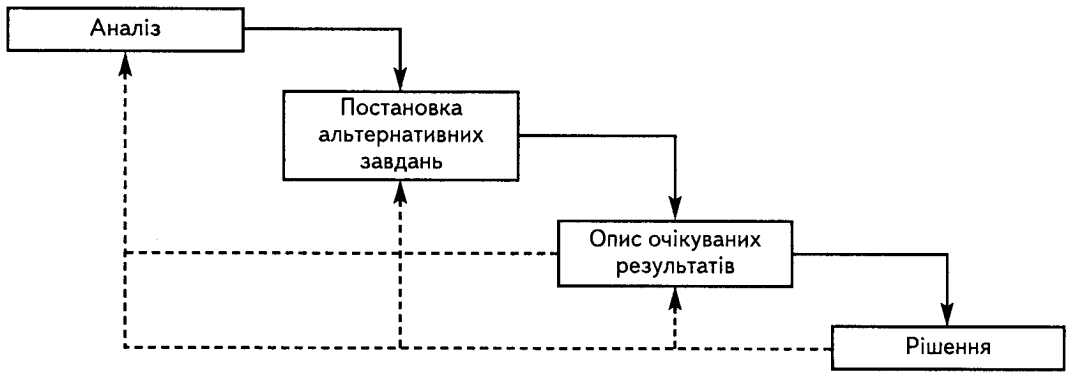 Аналіз
Постановка
альтернативних
завдань
Опис очікуваних
результатів
Рішення